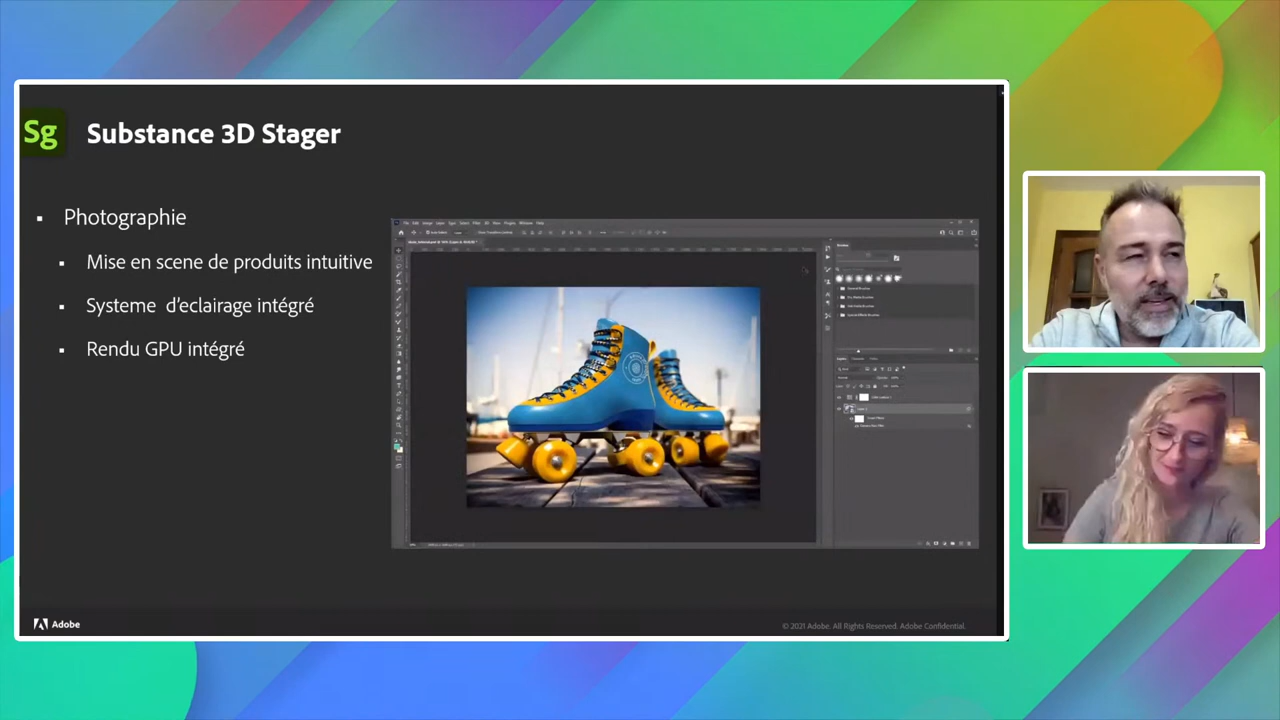 Sg
Substance 3D Stager
Photographie
Mise en scene de produits intuitive
Systeme d'eclairage intégré
Rendu GPU intégré
Adobe
© 2021 Adobe. All Rights Reserved. Adobe Confidential.